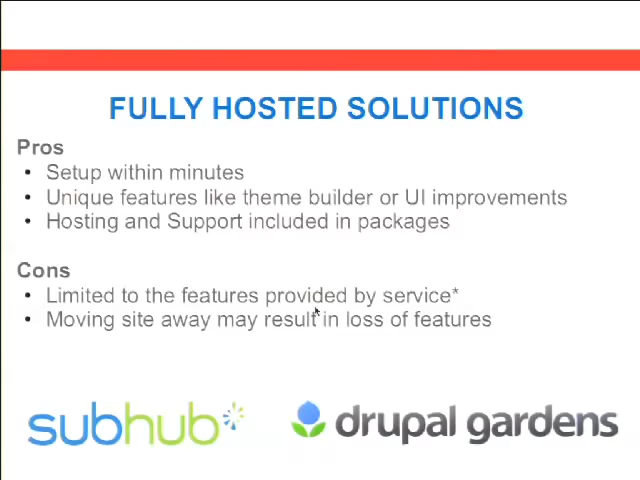 FULLY HOSTED SOLUTIONS
Pros
• Setup within minutes
• Unique features like theme builder or UI improvements
• Hosting and Support included in packages
Cons
• Limited to the features provided by service*
• Moving site away may result in loss of features
subhub
drupal gardens